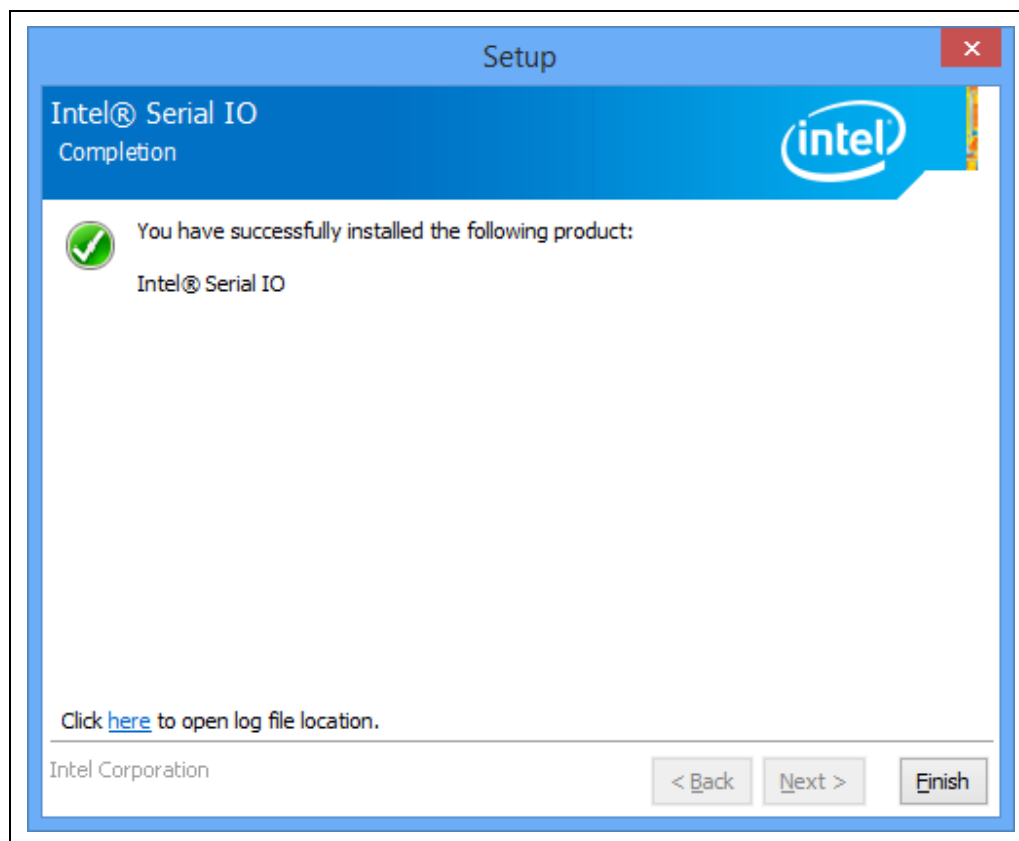 Setup
Intel® Serial IO
Completion
intel
You have successfully installed the following product:
Intel® Serial IO
Click here to open log file location.
Intel Corporation
< Back
Next >
Finish